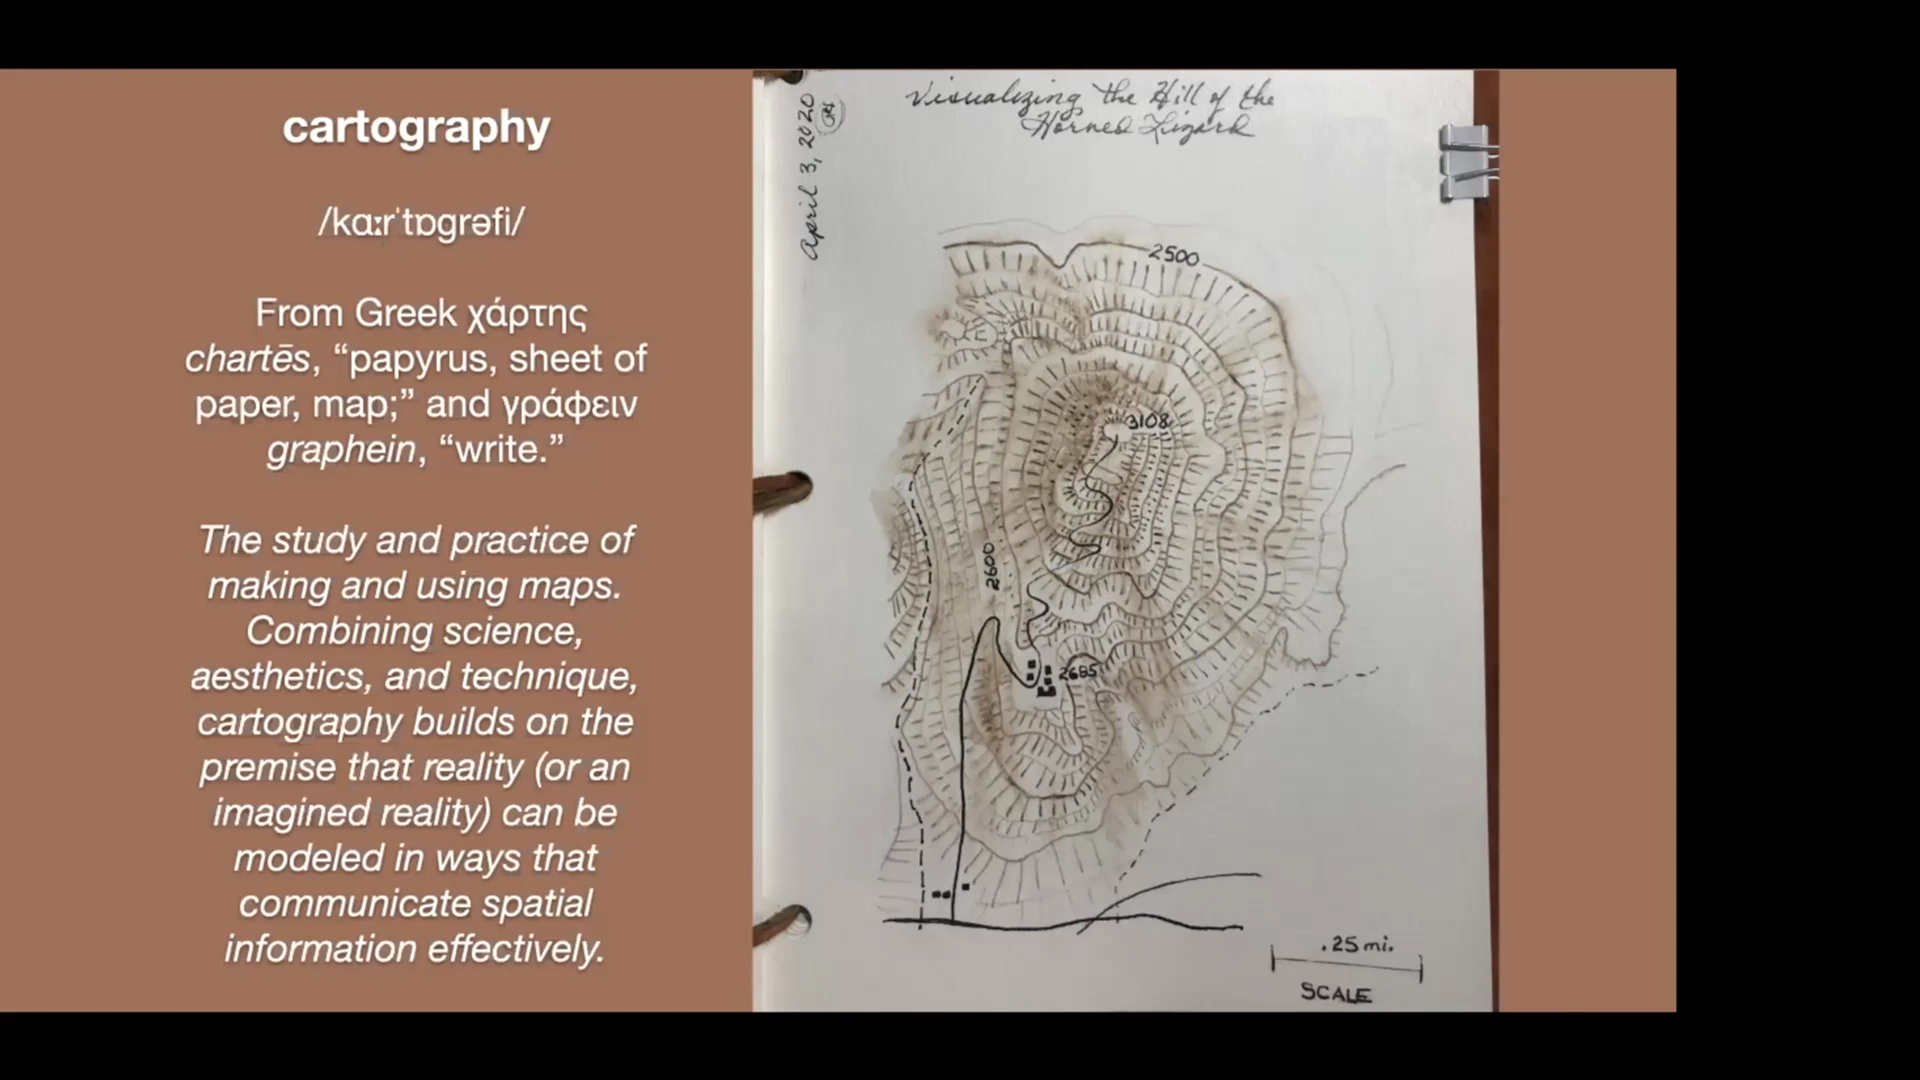 cartography
/kɑːrˈtɒɡrəfi/
From Greek χάρτης
chartēs, “papyrus, sheet of
paper, map;” and γράφειν
graphein, “write.”
The study and practice of
making and using maps.
Combining science,
aesthetics, and technique,
cartography builds on the
premise that reality (or an
imagined reality) can be
modeled in ways that
communicate spatial
information effectively.
Visualizing the Hill of the
Horned Lizard
April 3, 2020
2500
3108
2600
2685
.25 mi.
SCALE